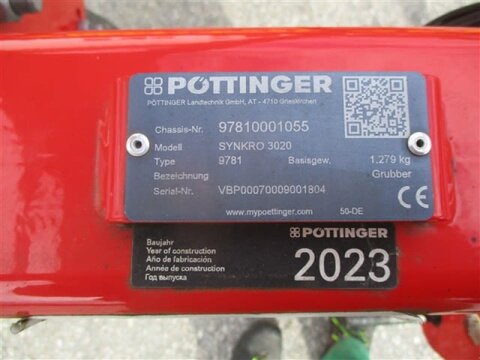 PÖTTINGER
PÖTTINGER Landtechnik GmbH, AT - 4710 Grieskirchen
Chassis-Nr. 97810001055
Modell SYNKRO 3020
Type 9781 Basisgew. 1.279 kg
Bezeichnung Grubber
Serial-Nr. VBP00070009001804
www.mypoettinger.com 50-DE
PÖTTINGER
Baujahr
Year of construction
Año de fabricación
Année de construction
Год выпуска
2023